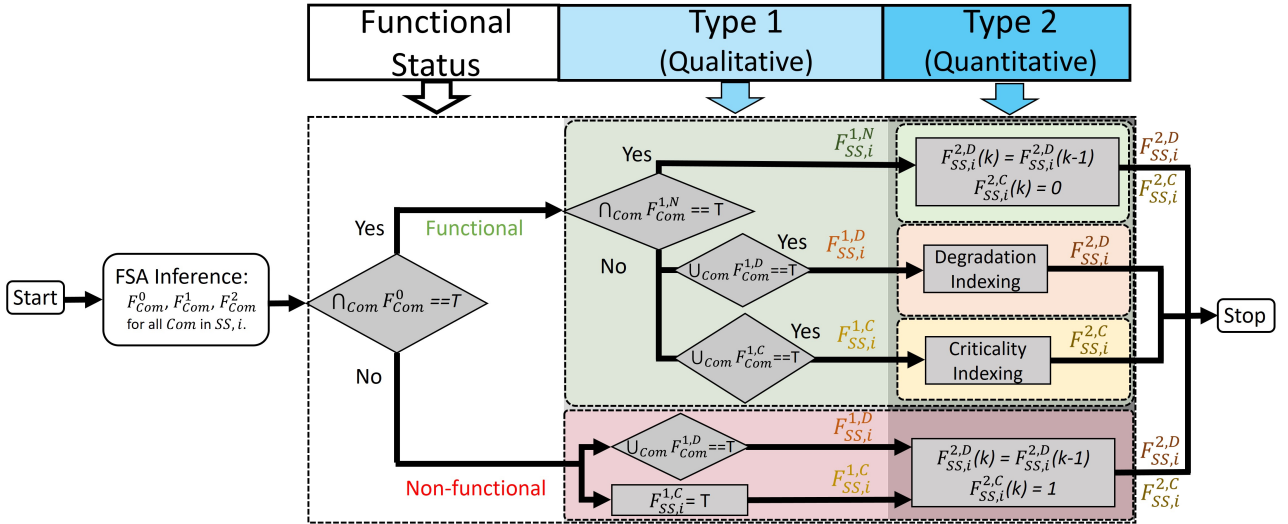 Functional
Status
Type 1
(Qualitative)
Type 2
(Quantitative)
Start
FSA Inference:
F⁰_Com, F¹_Com, F²_Com
for all Com in SS, i.
⋂_Com F⁰_Com ==T
Yes
Functional
No
Non-functional
Yes
⋂_Com F^{1,N}_Com == T
No
F^{1,N}_{SS,i}
F^{2,D}_{SS,i}(k) = F^{2,D}_{SS,i}(k-1)
F^{2,C}_{SS,i}(k) = 0
F^{2,D}_{SS,i}
F^{2,C}_{SS,i}
⋃_Com F^{1,D}_Com ==T
Yes
F^{1,D}_{SS,i}
Degradation
Indexing
F^{2,D}_{SS,i}
⋃_Com F^{1,C}_Com ==T
Yes
F^{1,C}_{SS,i}
Criticality
Indexing
F^{2,C}_{SS,i}
Stop
⋃_Com F^{1,D}_Com ==T
F^{1,D}_{SS,i}
F^{1,C}_{SS,i} = T
F^{1,C}_{SS,i}
F^{2,D}_{SS,i}(k) = F^{2,D}_{SS,i}(k-1)
F^{2,C}_{SS,i}(k) = 1
F^{2,D}_{SS,i}
F^{2,C}_{SS,i}